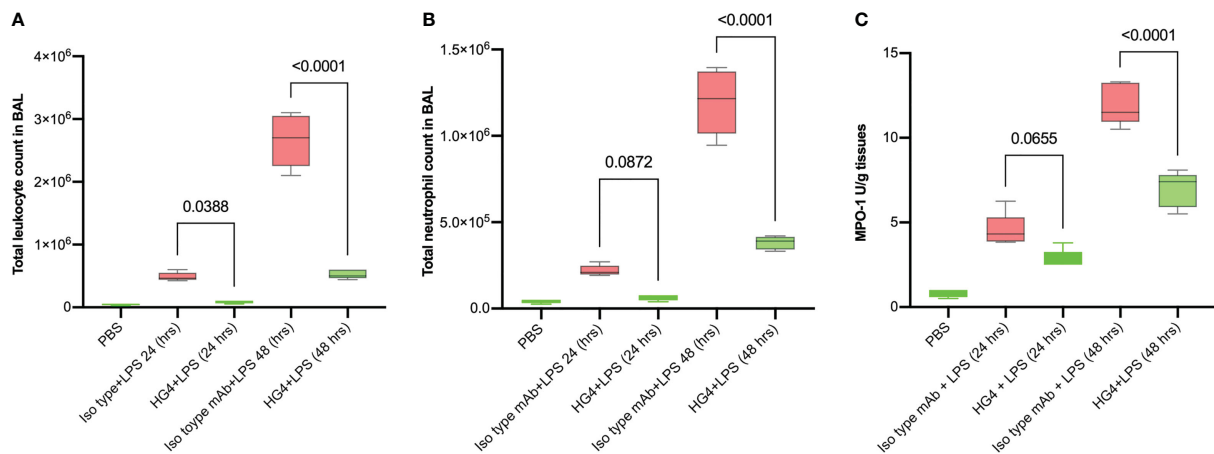 A
Total leukocyte count in BAL
4×10⁶
3×10⁶
2×10⁶
1×10⁶
0
0.0388
<0.0001
PBS
Iso type+LPS 24 (hrs)
HG4+LPS (24 hrs)
Iso toype mAb+LPS 48 (hrs)
HG4+LPS (48 hrs)
B
Total neutrophil count in BAL
1.5×10⁶
1.0×10⁶
5.0×10⁵
0.0
0.0872
<0.0001
PBS
Iso type mAb+LPS 24 (hrs)
HG4+LPS (24 hrs)
Iso type mAb+LPS 48 (hrs)
HG4+LPS (48 hrs)
C
MPO-1 U/g tissues
15
10
5
0
0.0655
<0.0001
PBS
Iso type mAb + LPS (24 hrs)
HG4 + LPS (24 hrs)
Iso type mAb + LPS (48 hrs)
HG4+LPS (48 hrs)